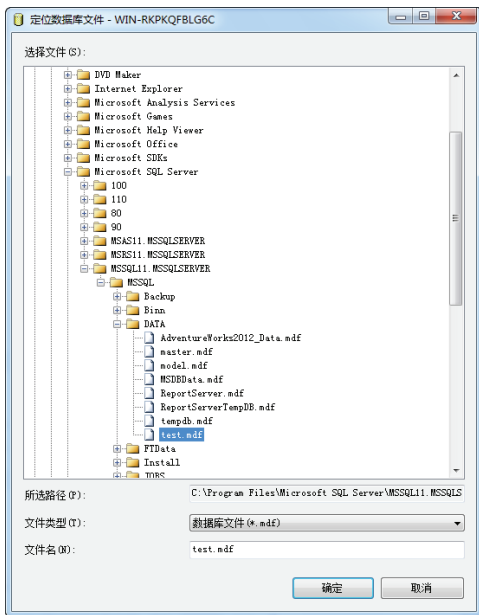 定位数据库文件 - WIN-RKPKQFBLG6C
选择文件(S):
DVD Maker
Internet Explorer
Microsoft Analysis Services
Microsoft Games
Microsoft Help Viewer
Microsoft Office
Microsoft SDKs
Microsoft SQL Server
100
110
80
90
MSAS11.MSSQLSERVER
MSRS11.MSSQLSERVER
MSSQL11.MSSQLSERVER
MSSQL
Backup
Binn
DATA
AdventureWorks2012_Data.mdf
master.mdf
model.mdf
MSDBData.mdf
ReportServer.mdf
ReportServerTempDB.mdf
tempdb.mdf
test.mdf
FTData
Install
JOBS
所选路径(P): C:\Program Files\Microsoft SQL Server\MSSQL11.MSSQLS
文件类型(T): 数据库文件(*.mdf)
文件名(N): test.mdf
确定 取消